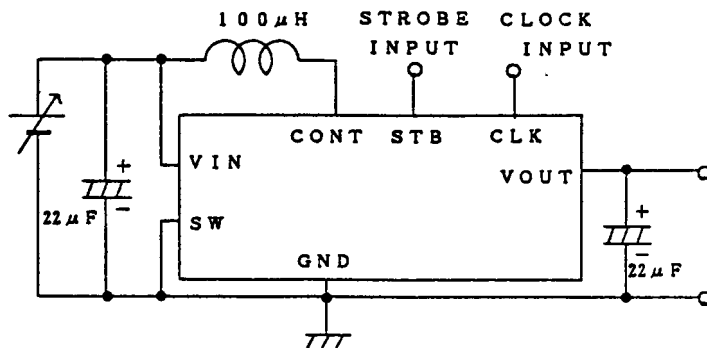 100μH
STROBE INPUT
CLOCK INPUT
CONT
STB
CLK
VIN
VOUT
+
-
22μF
SW
GND
+
-
22μF